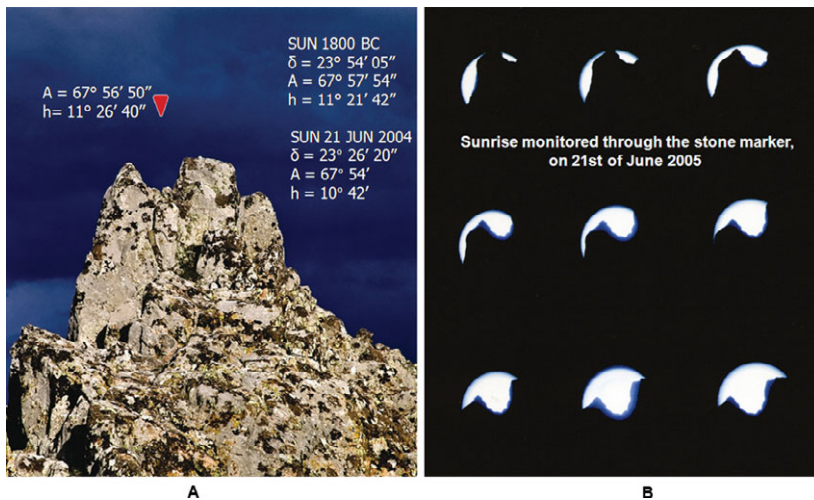 SUN 1800 BC
δ = 23° 54′ 05″
A = 67° 57′ 54″
h = 11° 21′ 42″
A = 67° 56′ 50″
h= 11° 26′ 40″
SUN 21 JUN 2004
δ = 23° 26′ 20″
A = 67° 54′
h = 10° 42′
Sunrise monitored through the stone marker,
on 21st of June 2005
A
B